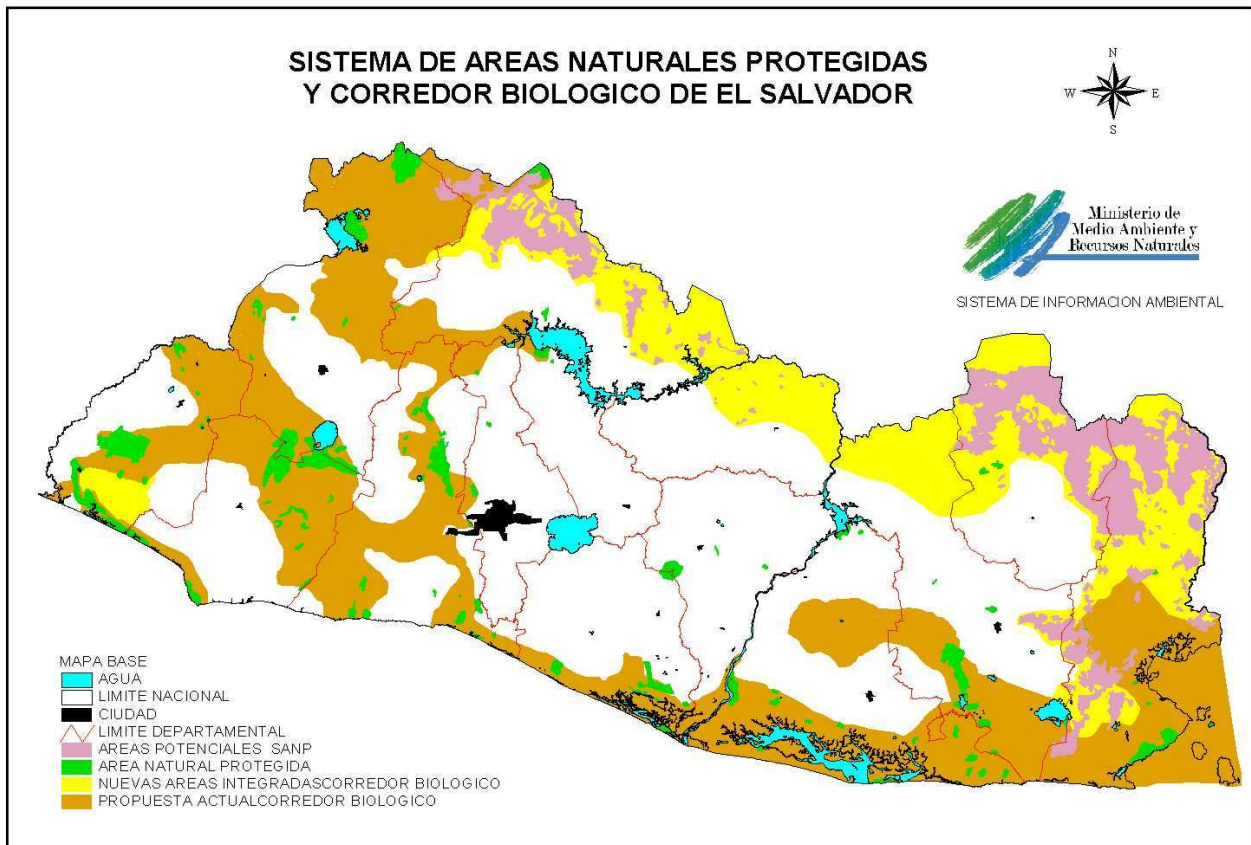 SISTEMA DE AREAS NATURALES PROTEGIDAS
Y CORREDOR BIOLOGICO DE EL SALVADOR
N
W
E
S
Ministerio de
Medio Ambiente y
Recursos Naturales
SISTEMA DE INFORMACION AMBIENTAL
MAPA BASE
AGUA
LIMITE NACIONAL
CIUDAD
LIMITE DEPARTAMENTAL
AREAS POTENCIALES SANP
AREA NATURAL PROTEGIDA
NUEVAS AREAS INTEGRADASCORREDOR BIOLOGICO
PROPUESTA ACTUALCORREDOR BIOLOGICO